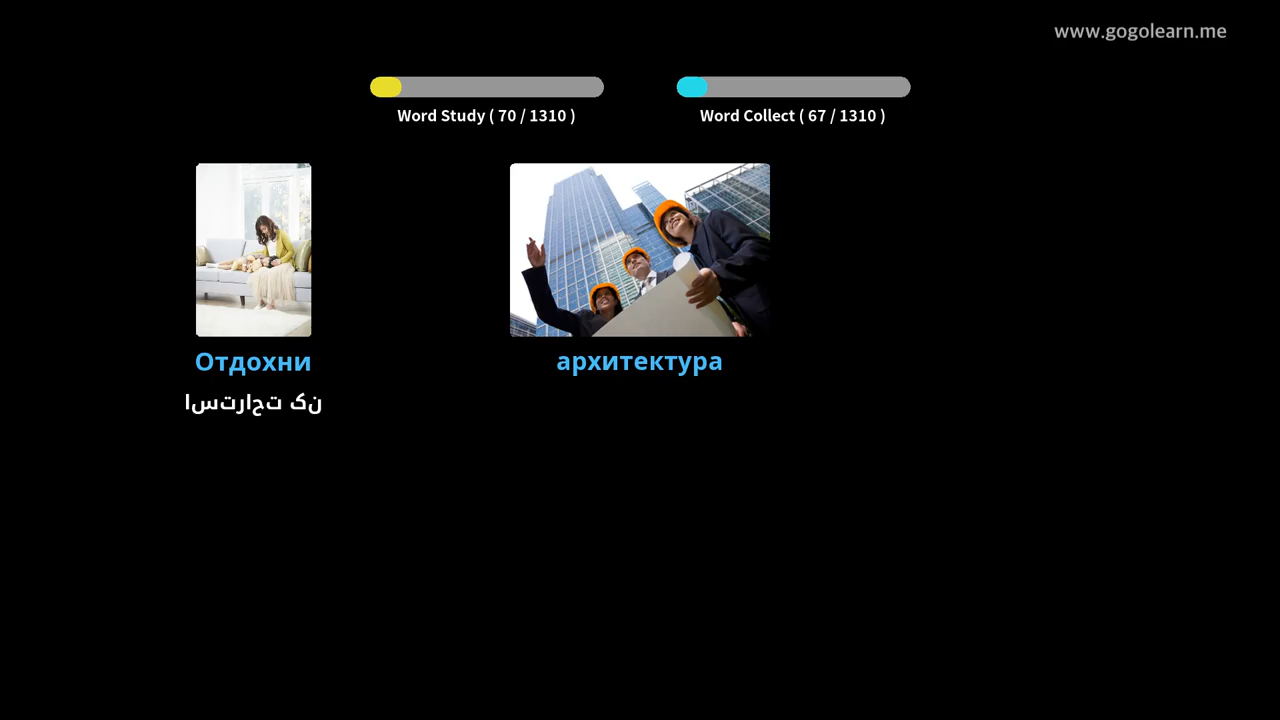 www.gogolearn.me
Word Study ( 70 / 1310 )
Word Collect ( 67 / 1310 )
Отдохни
архитектура
استراحت کن